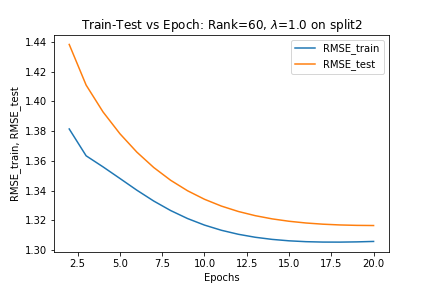 Train-Test vs Epoch: Rank=60, λ=1.0 on split2
RMSE_train
RMSE_test
1.44
1.42
1.40
1.38
1.36
1.34
1.32
1.30
RMSE_train, RMSE_test
2.5 5.0 7.5 10.0 12.5 15.0 17.5 20.0
Epochs